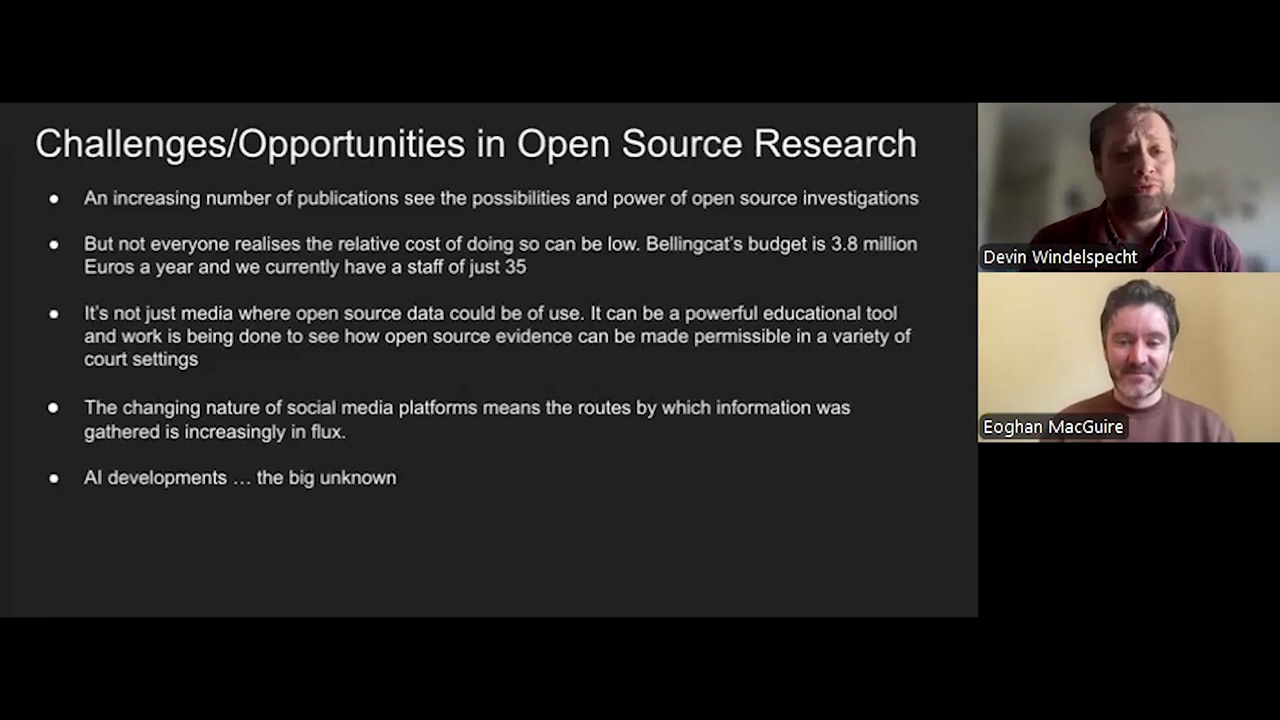 Challenges/Opportunities in Open Source Research
● An increasing number of publications see the possibilities and power of open source investigations
● But not everyone realises the relative cost of doing so can be low. Bellingcat's budget is 3.8 million
Euros a year and we currently have a staff of just 35
● It's not just media where open source data could be of use. It can be a powerful educational tool
and work is being done to see how open source evidence can be made permissible in a variety of
court settings
● The changing nature of social media platforms means the routes by which information was
gathered is increasingly in flux.
● AI developments … the big unknown
Devin Windelspecht
Eoghan MacGuire